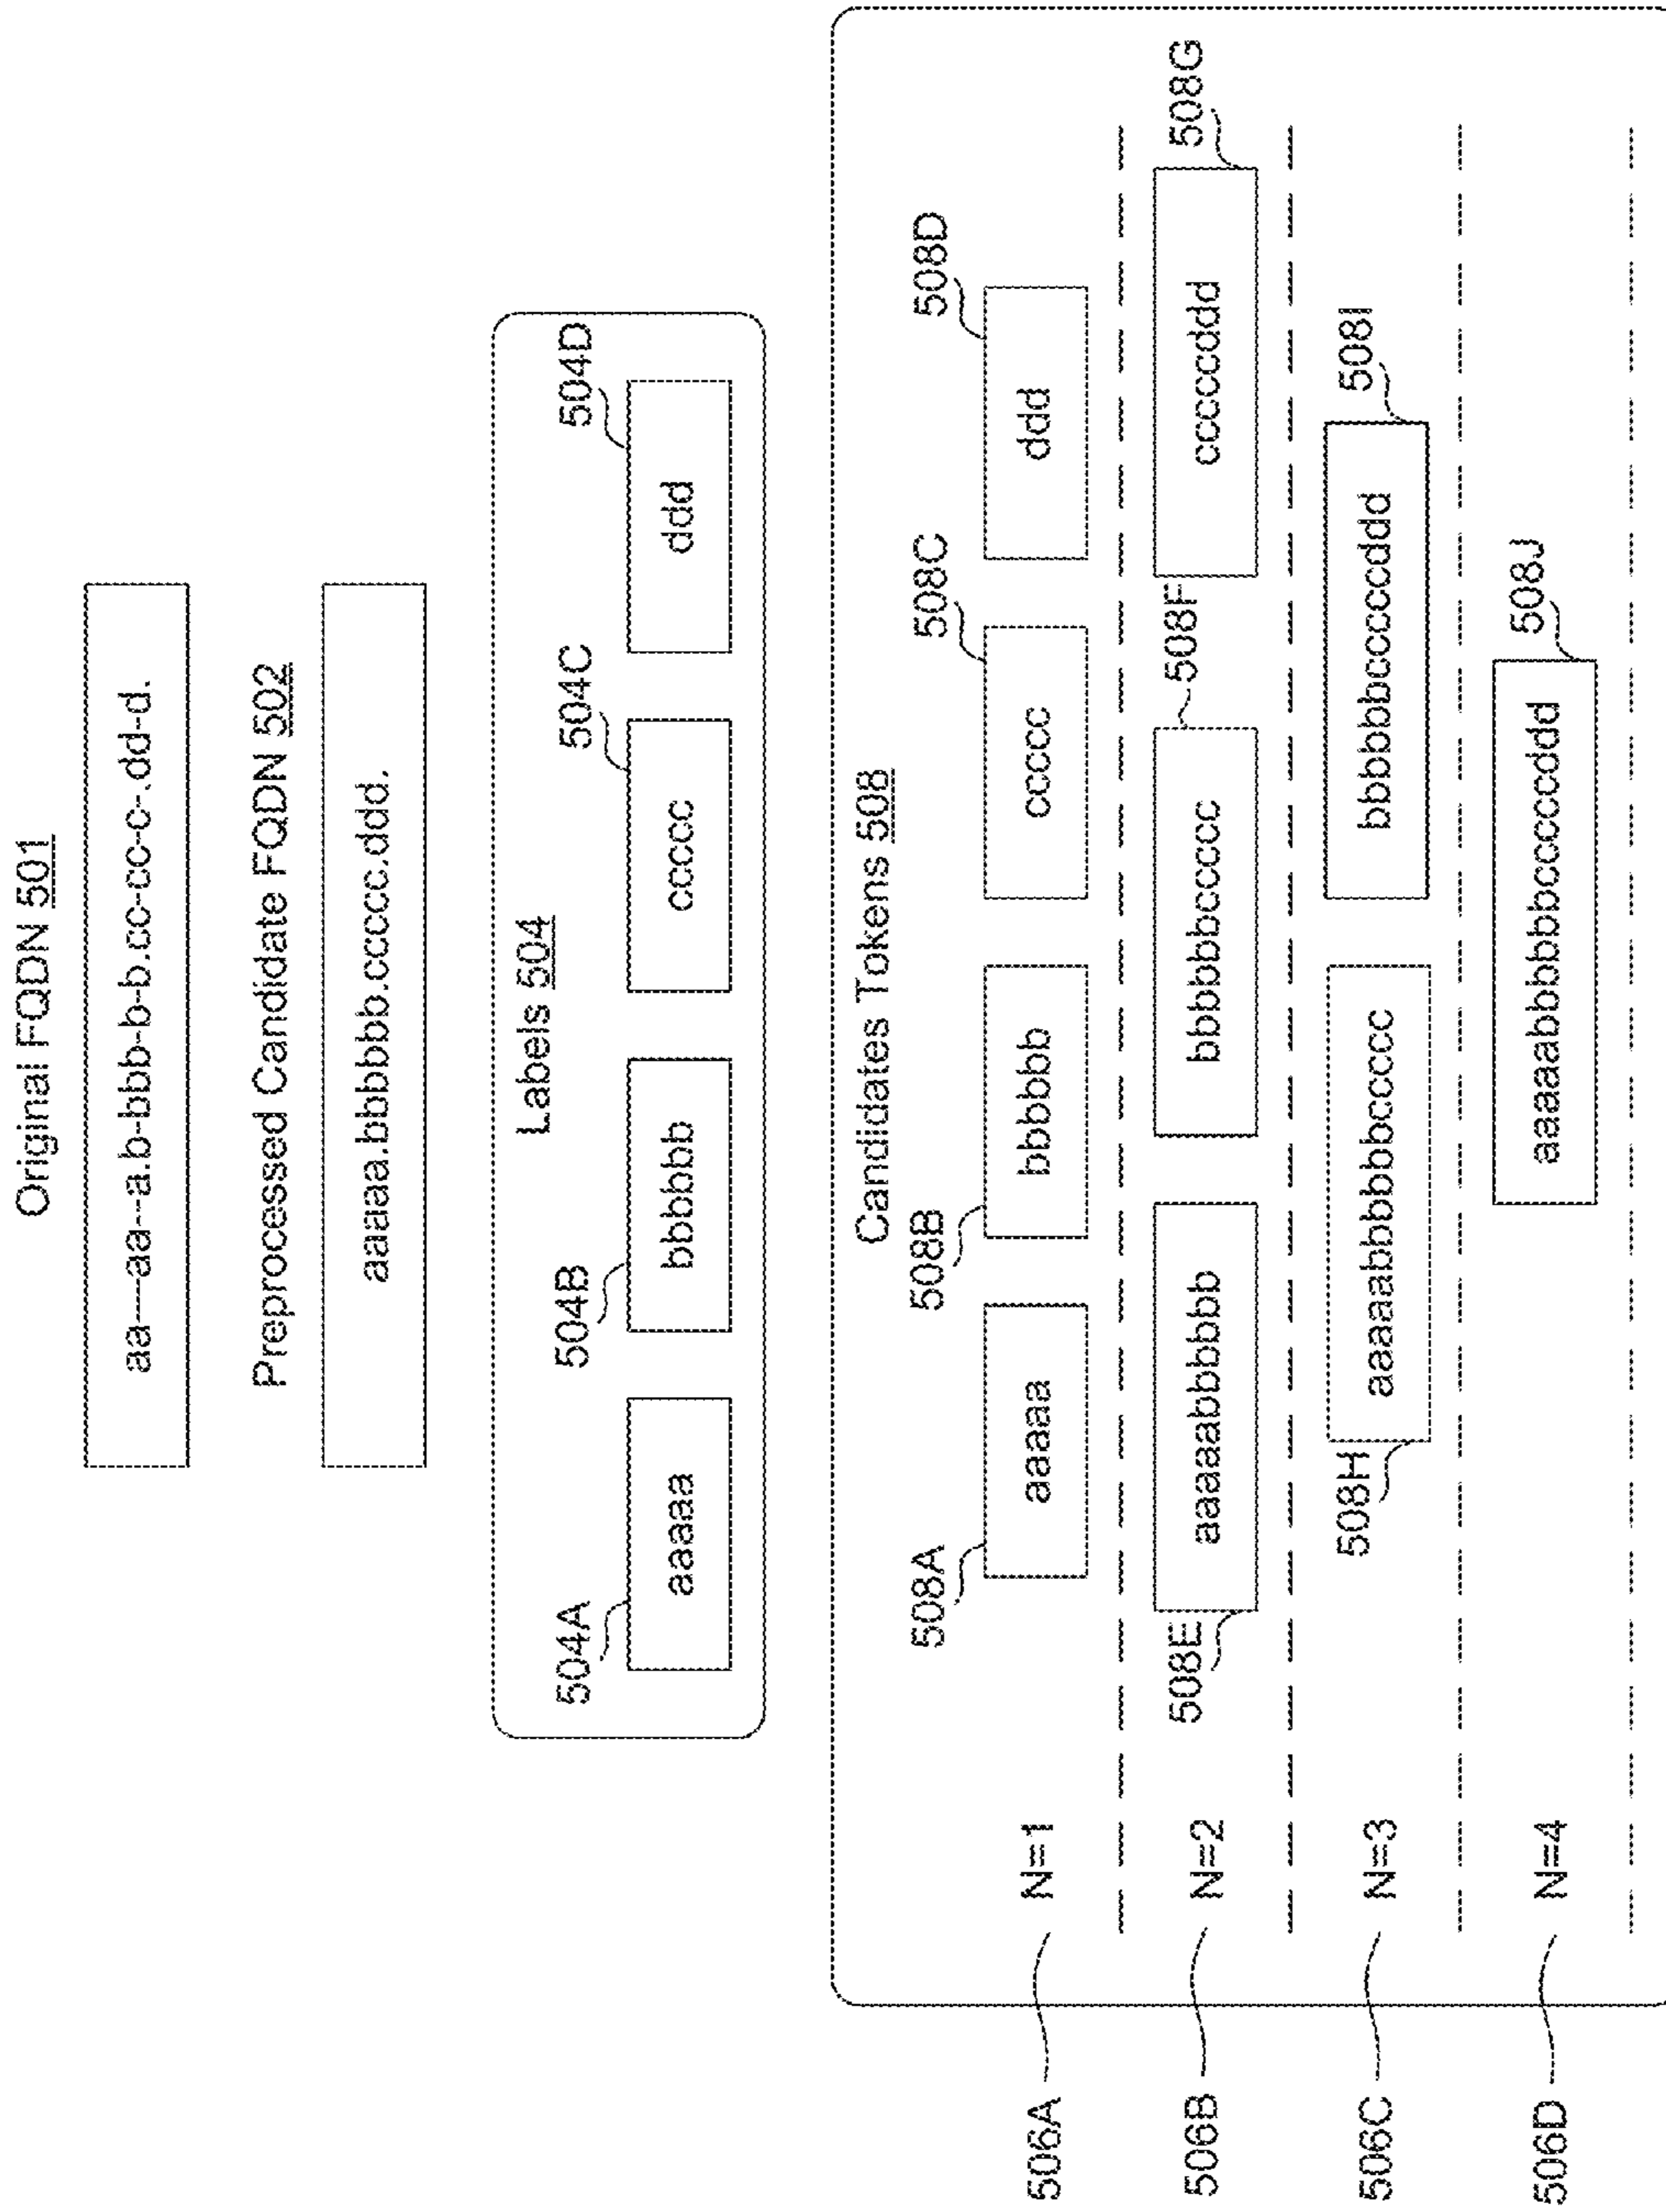 Original FQDN 501
aa---aa--a.b-bbb-b-b.cc-cc-c-.dd-d.
Preprocessed Candidate FQDN 502
aaaaa.bbbbbb.ccccc.ddd.
Labels 504
504A 504B 504C 504D
aaaaa bbbbbb ccccc ddd
Candidates Tokens 508
508A 508B 508C 508D
506A N=1 aaaaa bbbbbb ccccc ddd
508E 508F 508G
506B N=2 aaaaabbbbbb bbbbbbccccc cccccddd
508H 508I
506C N=3 aaaaabbbbbbccccc bbbbbbcccccddd
508J
506D N=4 aaaaabbbbbbcccccddd